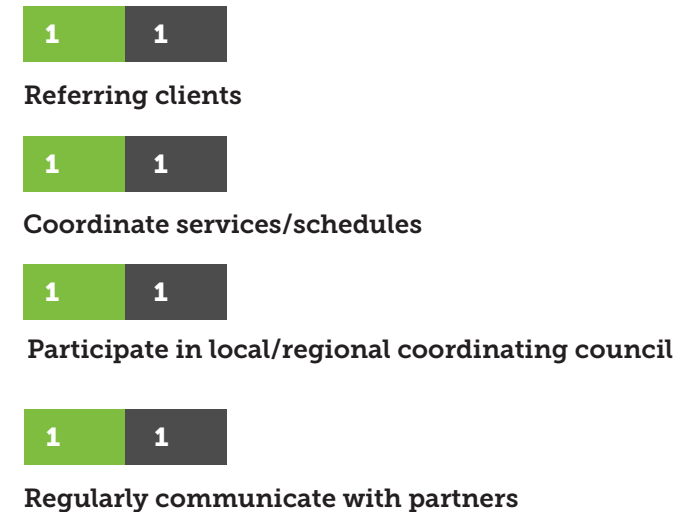 1 1
Referring clients
1 1
Coordinate services/schedules
1 1
Participate in local/regional coordinating council
1 1
Regularly communicate with partners